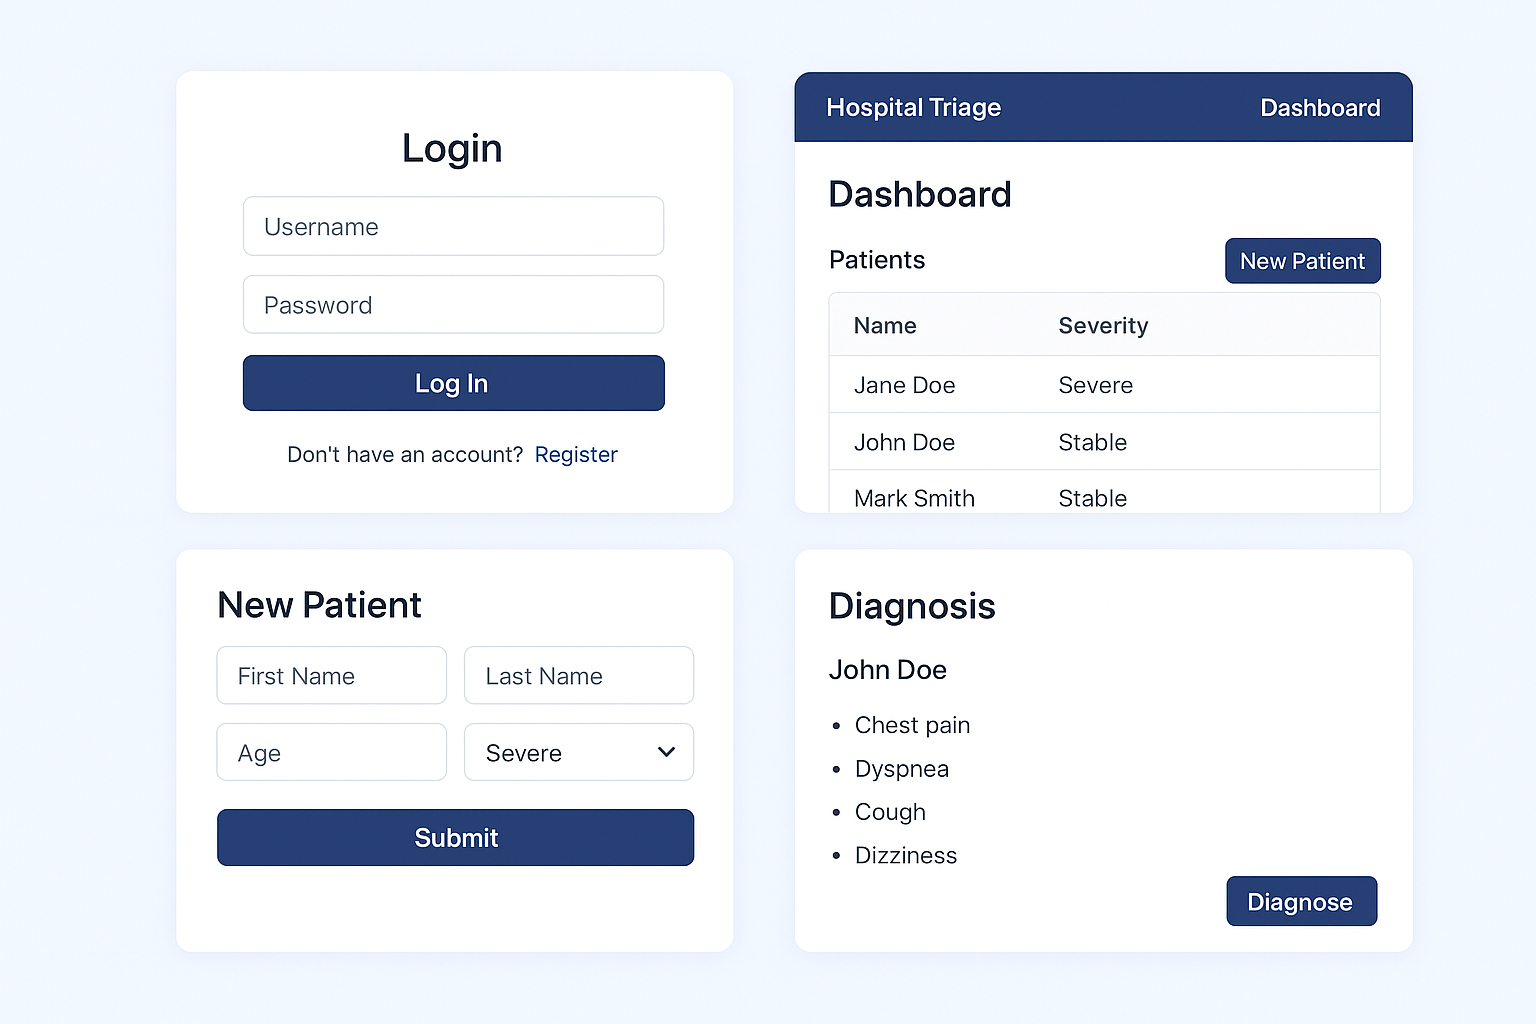 Login
Username
Password
Log In
Don't have an account? Register
Hospital Triage Dashboard
Dashboard
Patients New Patient
Name Severity
Jane Doe Severe
John Doe Stable
Mark Smith Stable
New Patient
First Name Last Name
Age Severe
Submit
Diagnosis
John Doe
• Chest pain
• Dyspnea
• Cough
• Dizziness
Diagnose